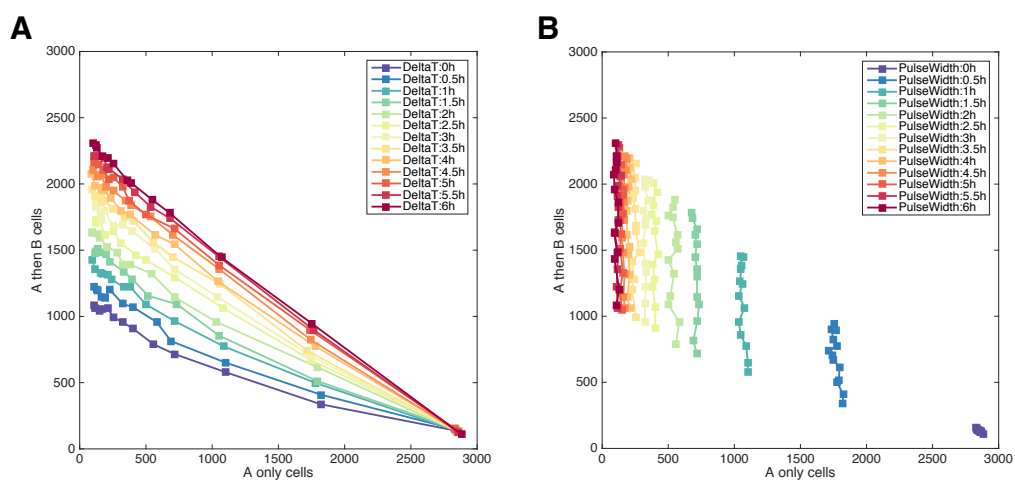 A
3000
2500
2000
1500
1000
500
0
A then B cells
0 500 1000 1500 2000 2500 3000
A only cells
DeltaT:0h
DeltaT:0.5h
DeltaT:1h
DeltaT:1.5h
DeltaT:2h
DeltaT:2.5h
DeltaT:3h
DeltaT:3.5h
DeltaT:4h
DeltaT:4.5h
DeltaT:5h
DeltaT:5.5h
DeltaT:6h
B
3000
2500
2000
1500
1000
500
0
A then B cells
0 500 1000 1500 2000 2500 3000
A only cells
PulseWidth:0h
PulseWidth:0.5h
PulseWidth:1h
PulseWidth:1.5h
PulseWidth:2h
PulseWidth:2.5h
PulseWidth:3h
PulseWidth:3.5h
PulseWidth:4h
PulseWidth:4.5h
PulseWidth:5h
PulseWidth:5.5h
PulseWidth:6h